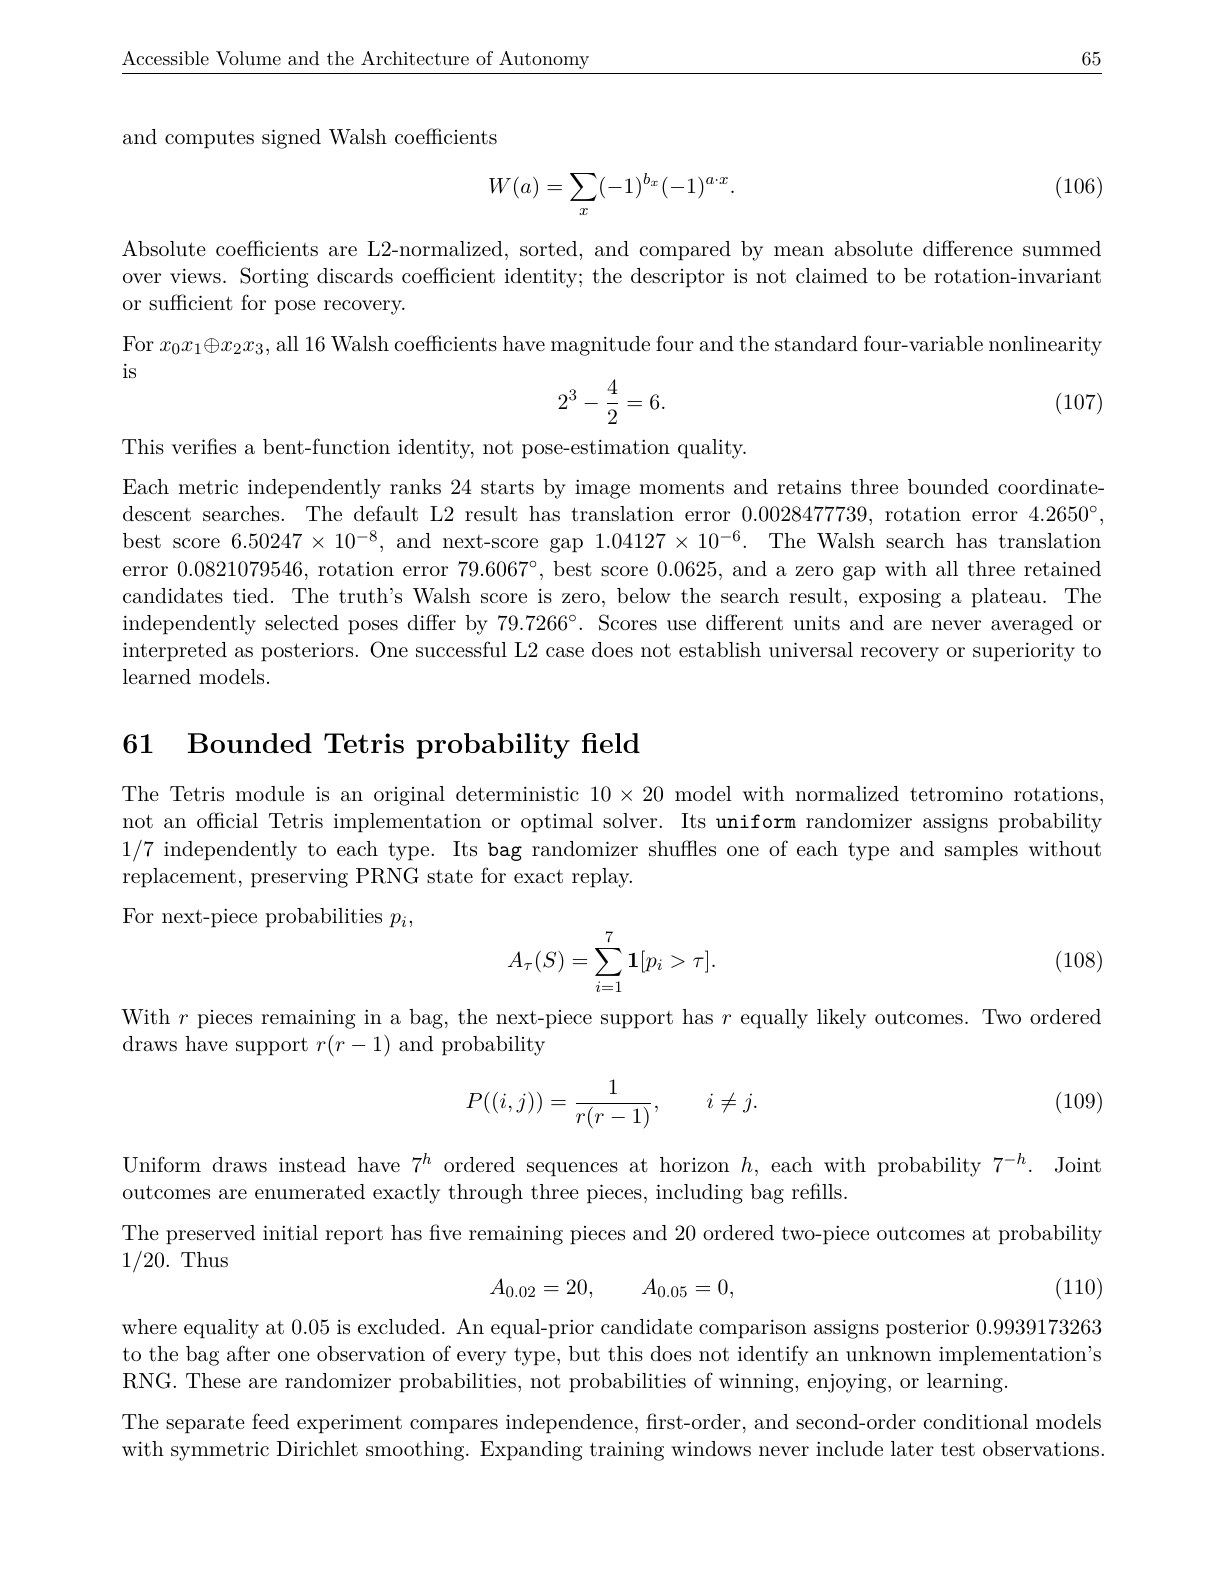 Accessible Volume and the Architecture of Autonomy 65
and computes signed Walsh coefficients
W(a) = ∑_x (−1)^{b_x} (−1)^{a·x}. (106)
Absolute coefficients are L2-normalized, sorted, and compared by mean absolute difference summed
over views. Sorting discards coefficient identity; the descriptor is not claimed to be rotation-invariant
or sufficient for pose recovery.
For x₀x₁⊕x₂x₃, all 16 Walsh coefficients have magnitude four and the standard four-variable nonlinearity
is
2³ − 4/2 = 6. (107)
This verifies a bent-function identity, not pose-estimation quality.
Each metric independently ranks 24 starts by image moments and retains three bounded coordinate-
descent searches. The default L2 result has translation error 0.0028477739, rotation error 4.2650°,
best score 6.50247 × 10⁻⁸, and next-score gap 1.04127 × 10⁻⁶. The Walsh search has translation
error 0.0821079546, rotation error 79.6067°, best score 0.0625, and a zero gap with all three retained
candidates tied. The truth's Walsh score is zero, below the search result, exposing a plateau. The
independently selected poses differ by 79.7266°. Scores use different units and are never averaged or
interpreted as posteriors. One successful L2 case does not establish universal recovery or superiority to
learned models.
61 Bounded Tetris probability field
The Tetris module is an original deterministic 10 × 20 model with normalized tetromino rotations,
not an official Tetris implementation or optimal solver. Its uniform randomizer assigns probability
1/7 independently to each type. Its bag randomizer shuffles one of each type and samples without
replacement, preserving PRNG state for exact replay.
For next-piece probabilities p_i,
A_τ(S) = ∑_{i=1}^{7} 1[p_i > τ]. (108)
With r pieces remaining in a bag, the next-piece support has r equally likely outcomes. Two ordered
draws have support r(r − 1) and probability
P((i, j)) = 1/(r(r − 1)), i ≠ j. (109)
Uniform draws instead have 7^h ordered sequences at horizon h, each with probability 7^{−h}. Joint
outcomes are enumerated exactly through three pieces, including bag refills.
The preserved initial report has five remaining pieces and 20 ordered two-piece outcomes at probability
1/20. Thus
A_{0.02} = 20, A_{0.05} = 0, (110)
where equality at 0.05 is excluded. An equal-prior candidate comparison assigns posterior 0.9939173263
to the bag after one observation of every type, but this does not identify an unknown implementation's
RNG. These are randomizer probabilities, not probabilities of winning, enjoying, or learning.
The separate feed experiment compares independence, first-order, and second-order conditional models
with symmetric Dirichlet smoothing. Expanding training windows never include later test observations.